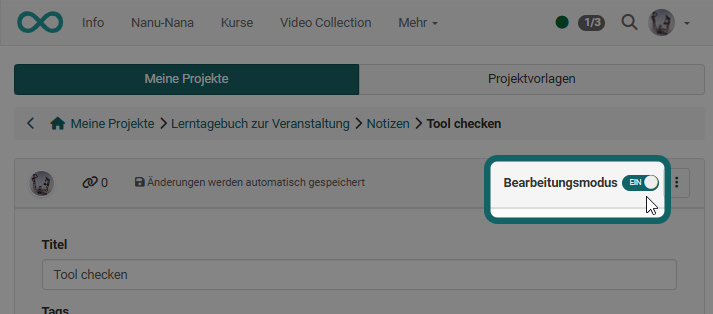 Info Nanu-Nana Kurse Video Collection Mehr 1/3
Meine Projekte Projektvorlagen
Meine Projekte Lerntagebuch zur Veranstaltung Notizen Tool checken
0 Änderungen werden automatisch gespeichert Bearbeitungsmodus EIN
Titel
Tool checken
Tags